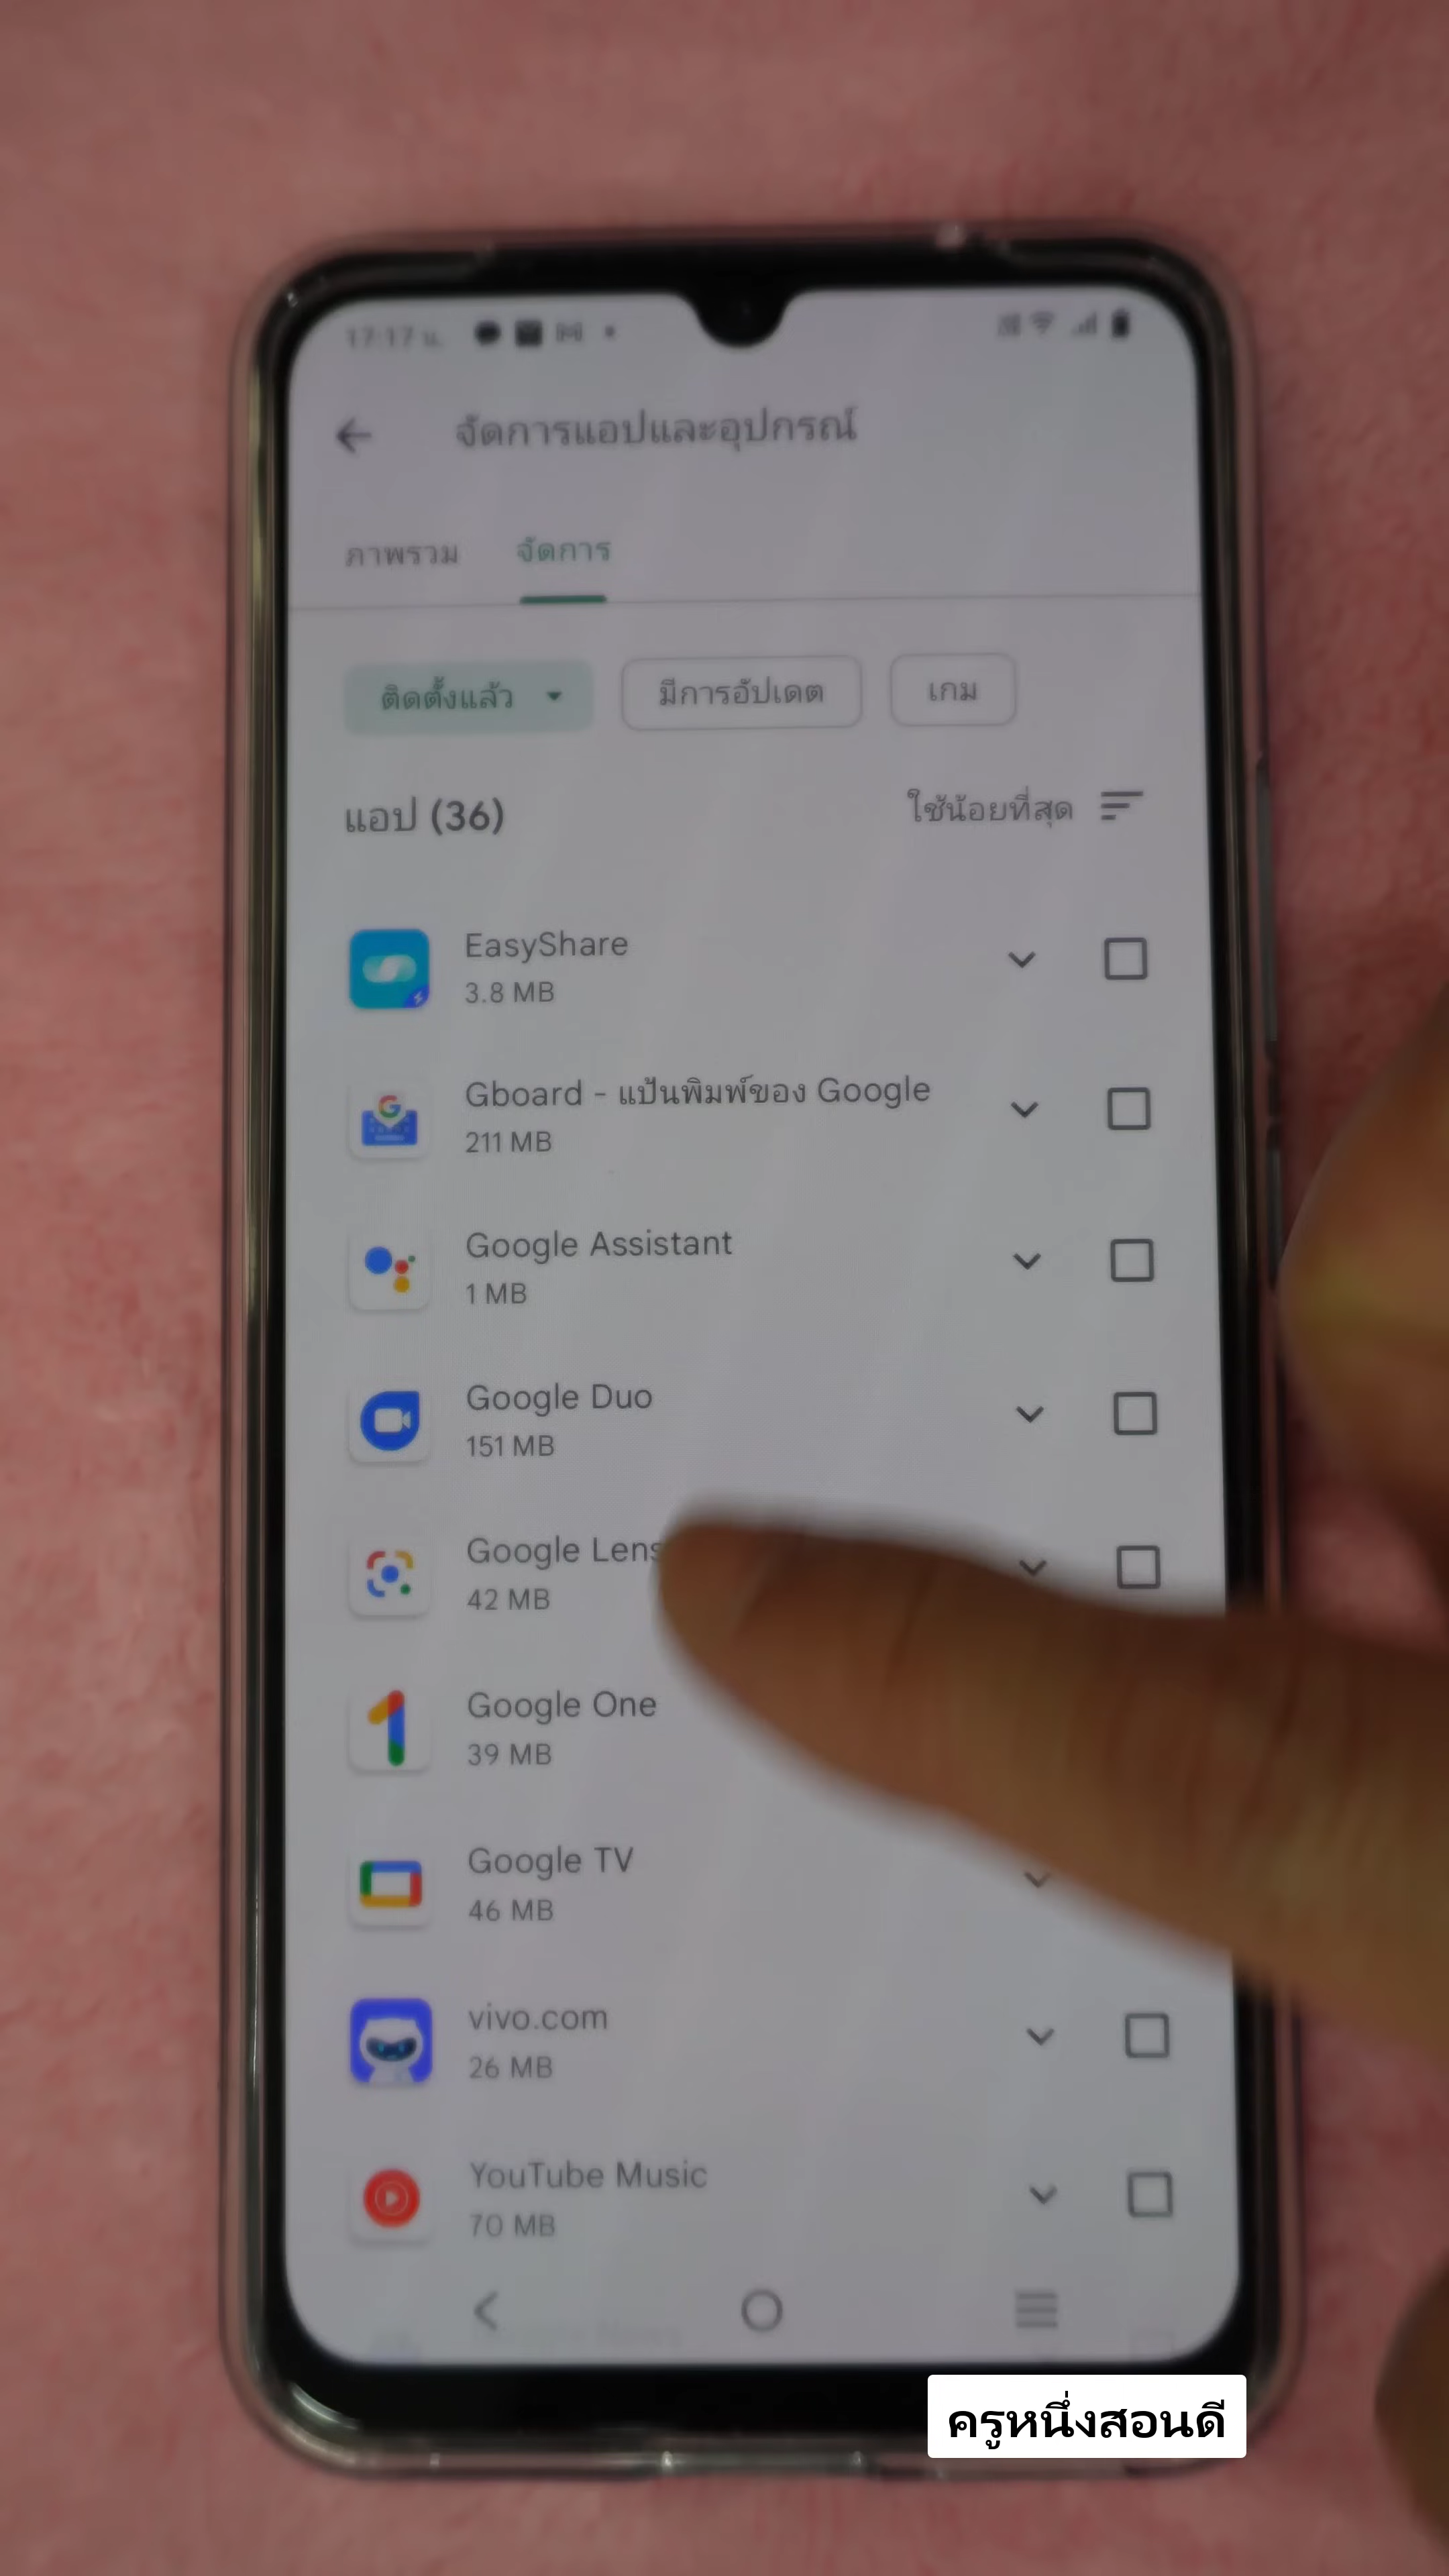 17:17 น.
จัดการแอปและอุปกรณ์
ภาพรวม จัดการ
ติดตั้งแล้ว มีการอัปเดต เกม
แอป (36) ใช้น้อยที่สุด
EasyShare
3.8 MB
Gboard - แป้นพิมพ์ของ Google
211 MB
Google Assistant
1 MB
Google Duo
151 MB
Google Lens
42 MB
Google One
39 MB
Google TV
46 MB
vivo.com
26 MB
YouTube Music
70 MB
ครูหนึ่งสอนดี